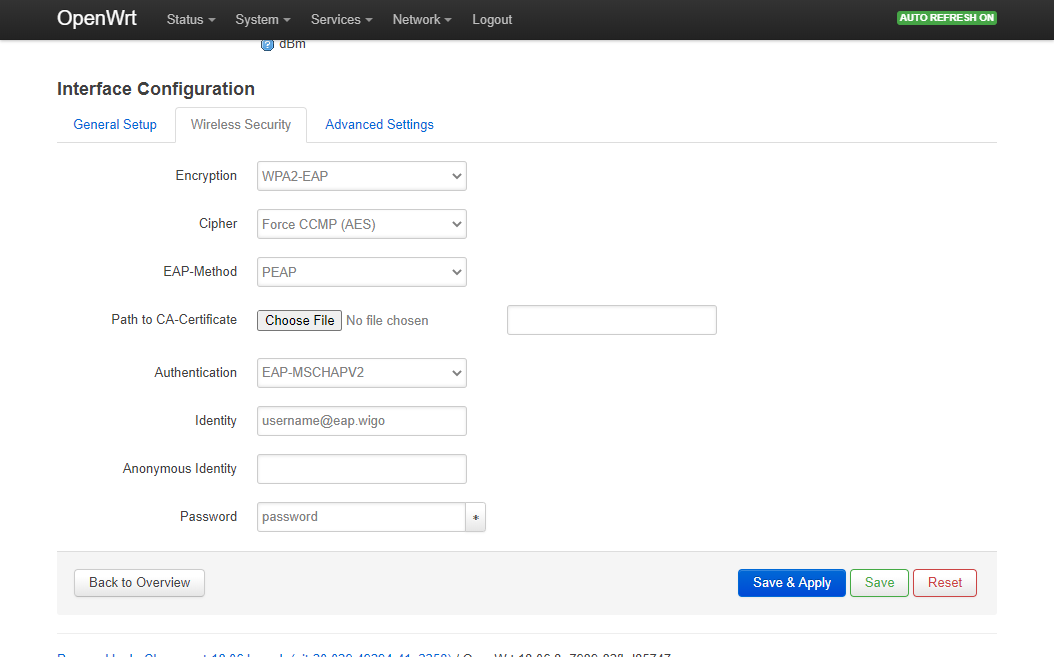 OpenWrt Status System Services Network Logout AUTO REFRESH ON
? dBm
Interface Configuration
General Setup Wireless Security Advanced Settings
Encryption WPA2-EAP
Cipher Force CCMP (AES)
EAP-Method PEAP
Path to CA-Certificate Choose File No file chosen
Authentication EAP-MSCHAPV2
Identity username@eap.wigo
Anonymous Identity
Password password *
Back to Overview Save & Apply Save Reset